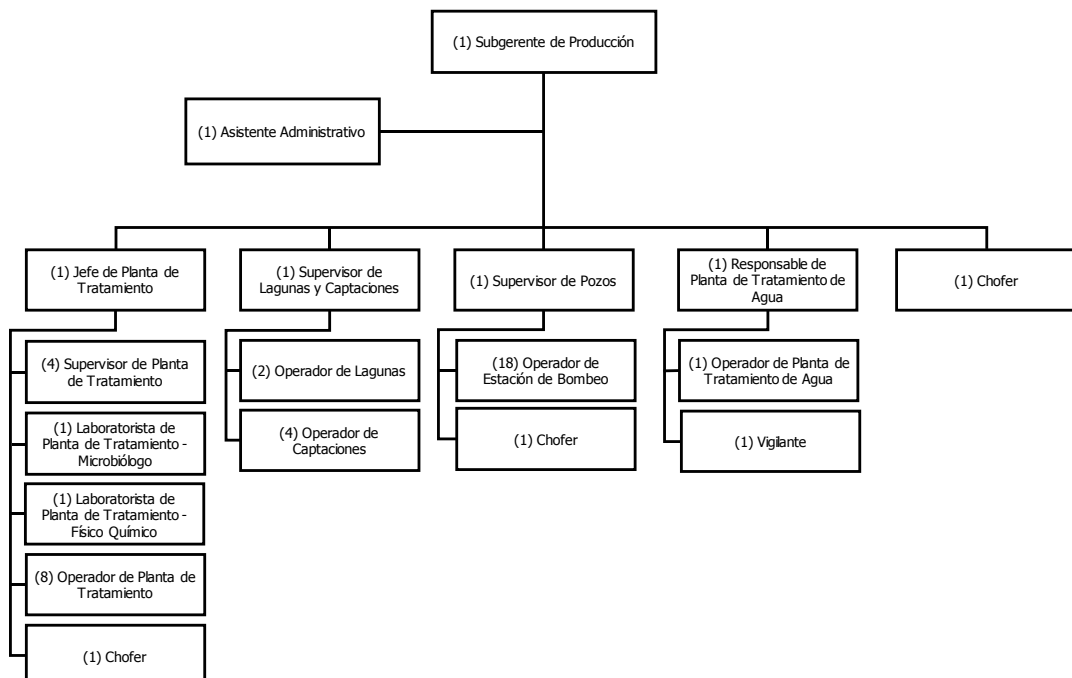 (1) Subgerente de Producción
(1) Asistente Administrativo
(1) Jefe de Planta de
Tratamiento
(1) Supervisor de
Lagunas y Captaciones
(1) Supervisor de Pozos
(1) Responsable de
Planta de Tratamiento de
Agua
(1) Chofer
(4) Supervisor de Planta
de Tratamiento
(1) Laboratorista de
Planta de Tratamiento -
Microbiólogo
(1) Laboratorista de
Planta de Tratamiento -
Físico Químico
(8) Operador de Planta de
Tratamiento
(1) Chofer
(2) Operador de Lagunas
(4) Operador de
Captaciones
(18) Operador de
Estación de Bombeo
(1) Chofer
(1) Operador de Planta de
Tratamiento de Agua
(1) Vigilante